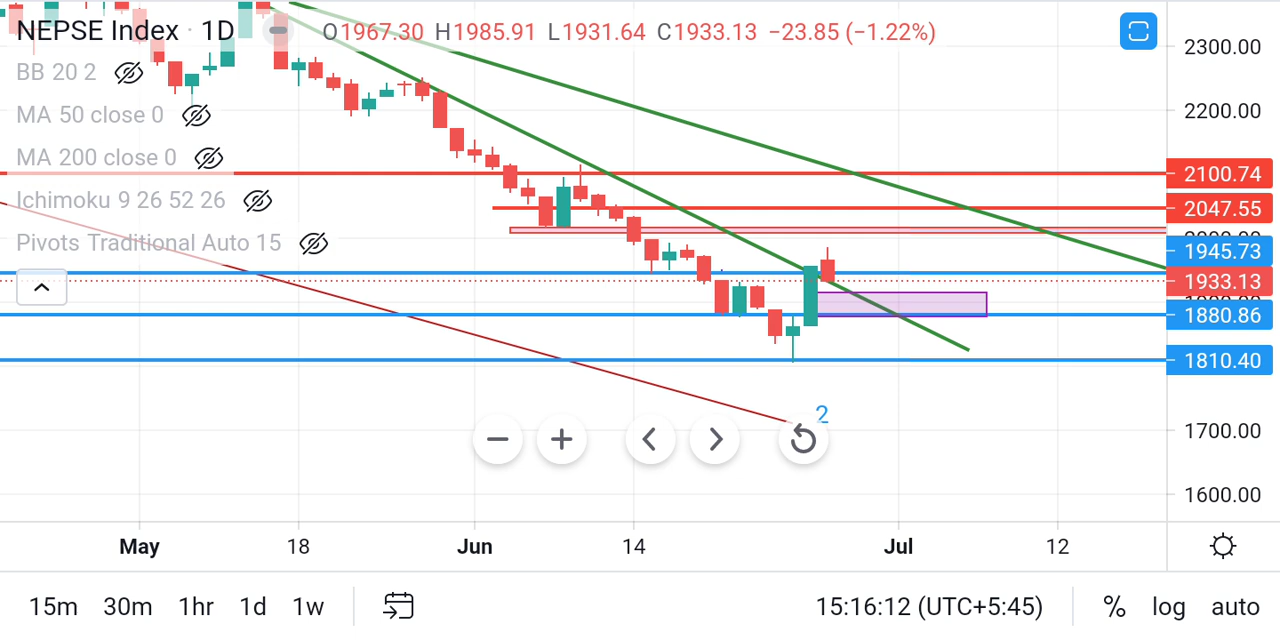 NEPSE Index · 1D O1967.30 H1985.91 L1931.64 C1933.13 −23.85 (−1.22%)
BB 20 2
MA 50 close 0
MA 200 close 0
Ichimoku 9 26 52 26
Pivots Traditional Auto 15
2300.00
2200.00
2100.74
2047.55
1945.73
1933.13
1880.86
1810.40
1700.00
1600.00
2
May 18 Jun 14 Jul 12
15m 30m 1hr 1d 1w 15:16:12 (UTC+5:45) % log auto